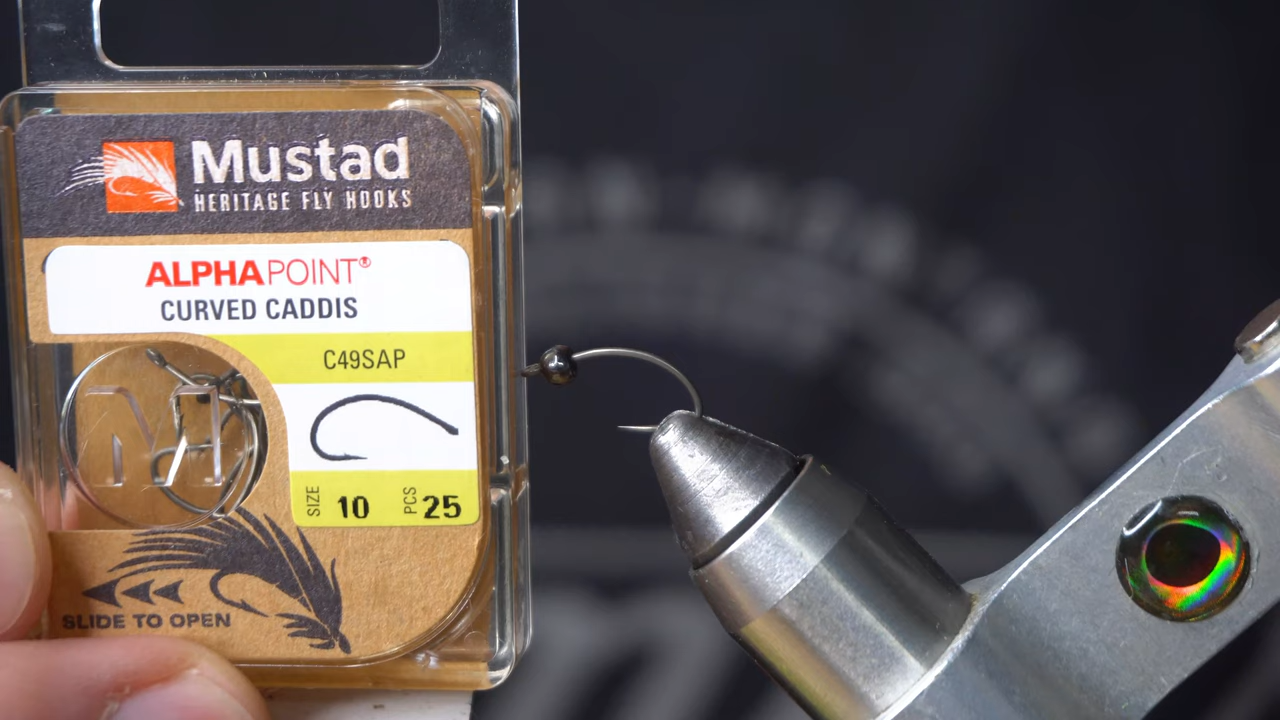 Mustad
HERITAGE FLY HOOKS
ALPHAPOINT®
CURVED CADDIS
C49SAP
SIZE 10 PCS 25
SLIDE TO OPEN